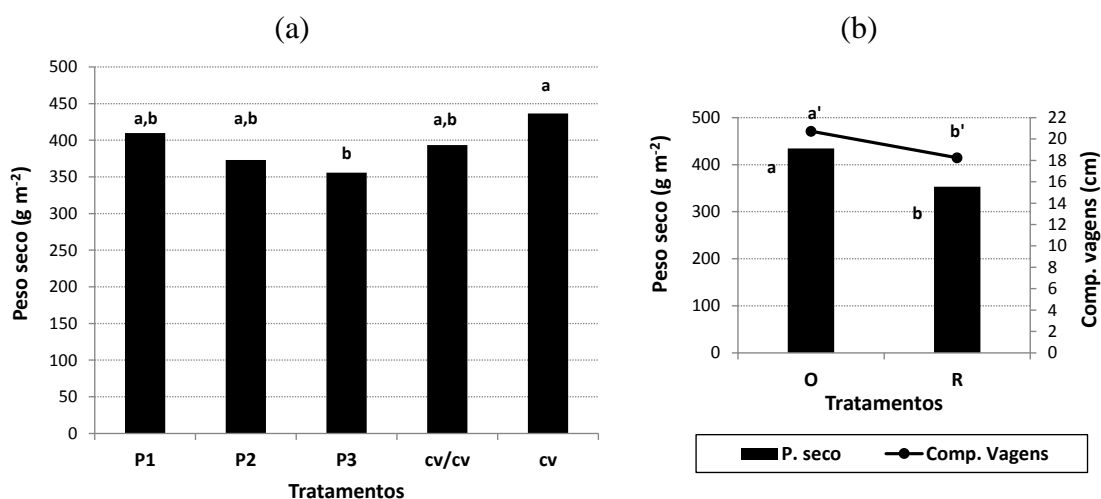 (a)
(b)
Peso seco (g m-2)
500
450
400
350
300
250
200
150
100
50
0
a,b
a,b
b
a,b
a
P1 P2 P3 cv/cv cv
Tratamentos
Peso seco (g m-2)
500
400
300
200
100
0
a' b'
a
b
22
20
18
16
14
12
10
8
6
4
2
0
Comp. vagens (cm)
O R
Tratamentos
P. seco Comp. Vagens